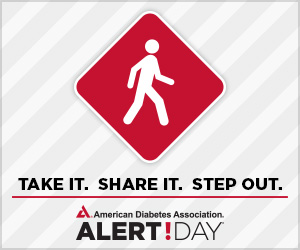 TAKE IT. SHARE IT. STEP OUT.
American Diabetes Association.
ALERT!DAY